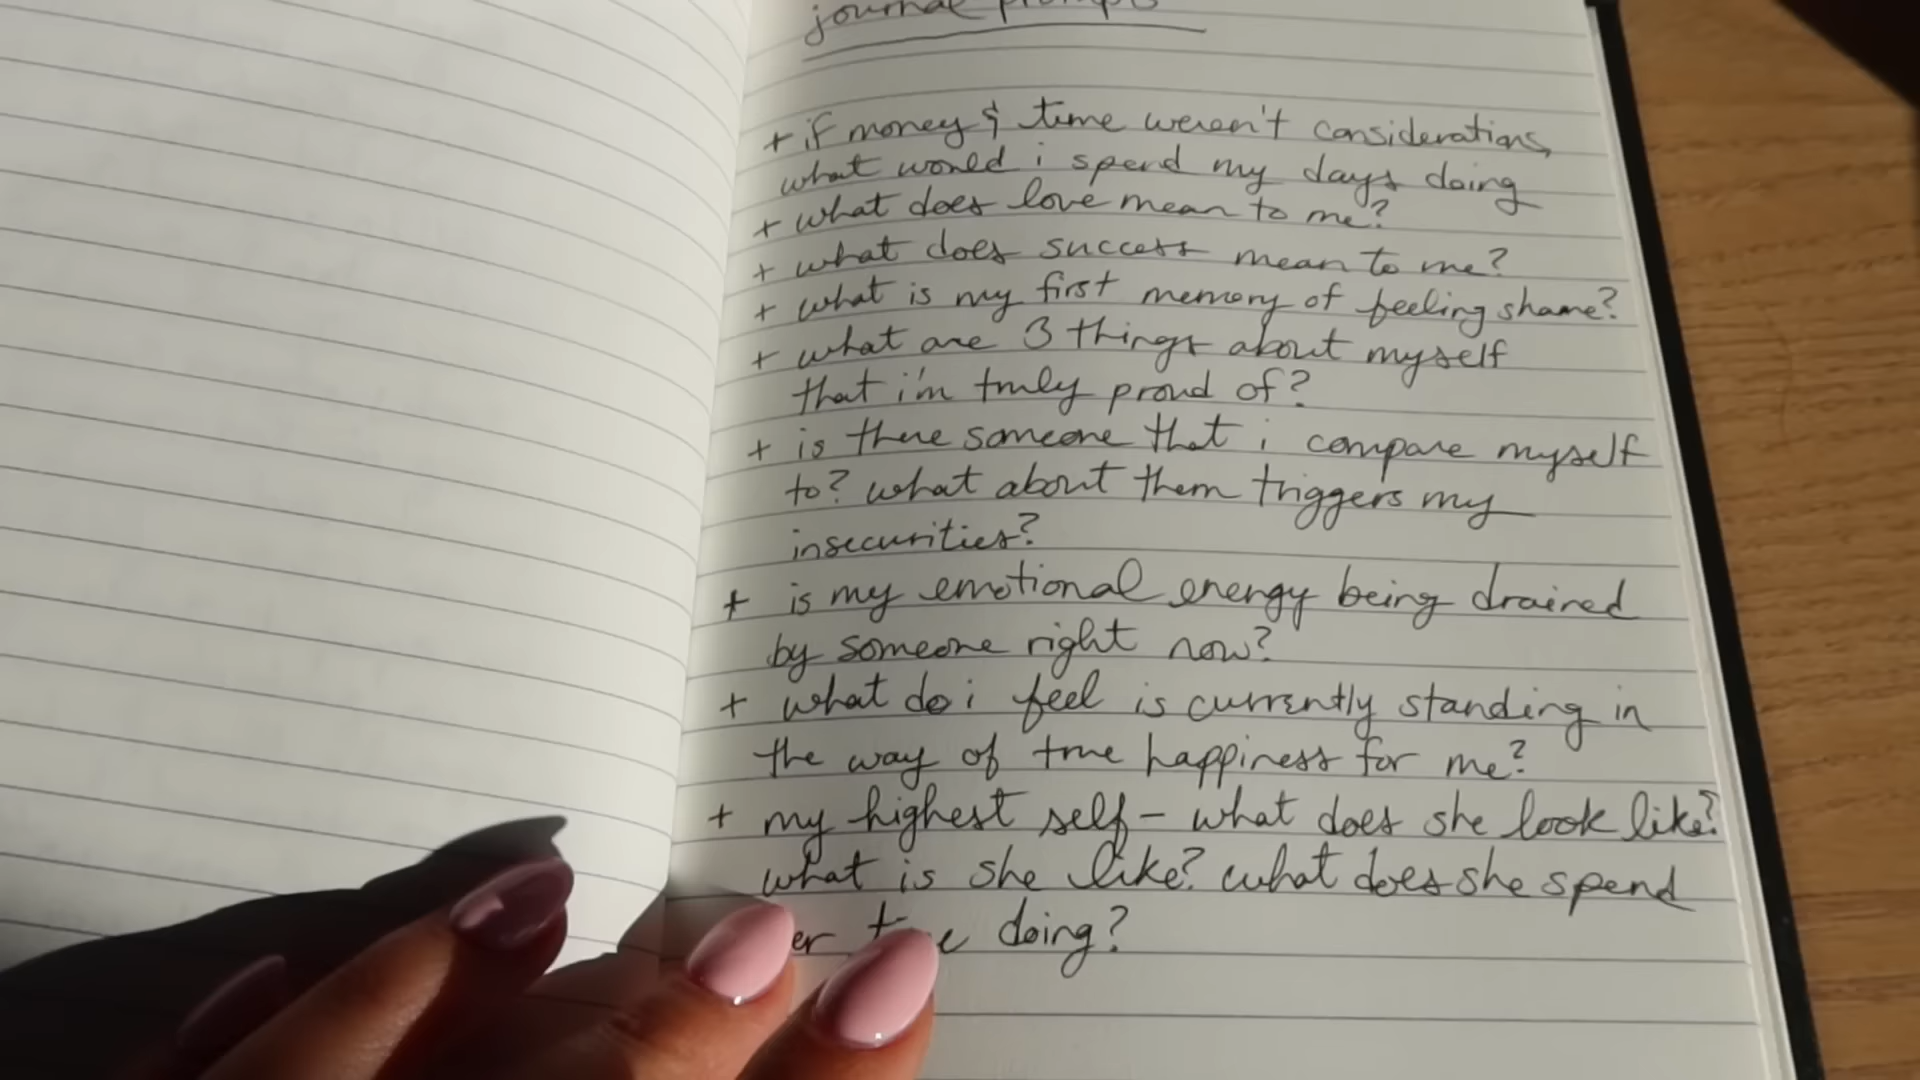 journal prompts
+ if money & time weren't considerations,
what would i spend my days doing
+ what does love mean to me?
+ what does success mean to me?
+ what is my first memory of feeling shame?
+ what are 3 things about myself
that i'm truly proud of?
+ is there someone that i compare myself
to? what about them triggers my
insecurities?
+ is my emotional energy being drained
by someone right now?
+ what do i feel is currently standing in
the way of true happiness for me?
+ my highest self - what does she look like?
what is she like? what does she spend
doing?